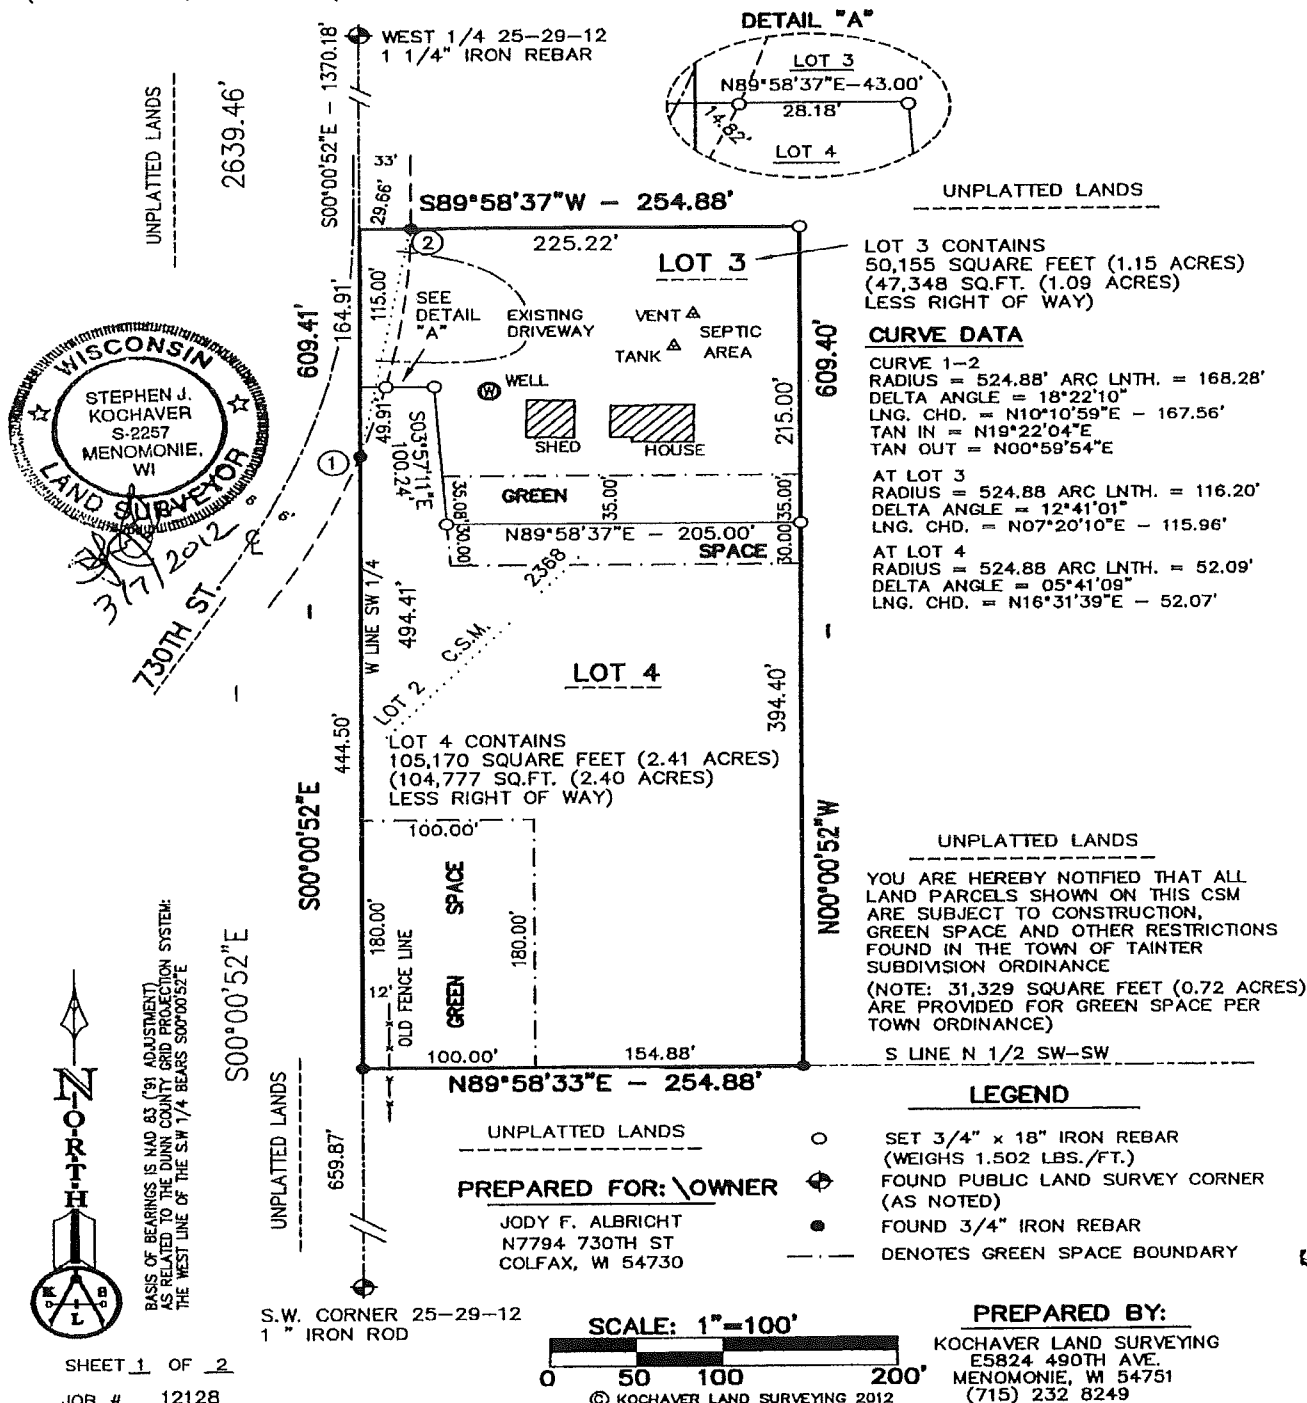 DETAIL "A"
LOT 3
N89°58'37"E-43.00'
28.18'
14.82'
LOT 4
WEST 1/4 25-29-12
1 1/4" IRON REBAR
S00°00'52"E - 1370.18'
UNPLATTED LANDS
2639.46'
33'
29.66'
S89°58'37"W - 254.88'
225.22'
2
LOT 3
UNPLATTED LANDS
LOT 3 CONTAINS
50,155 SQUARE FEET (1.15 ACRES)
(47,348 SQ.FT. (1.09 ACRES)
LESS RIGHT OF WAY)
CURVE DATA
CURVE 1-2
RADIUS = 524.88' ARC LNTH. = 168.28'
DELTA ANGLE = 18°22'10"
LNG. CHD. = N10°10'59"E - 167.56'
TAN IN = N19°22'04"E
TAN OUT = N00°59'54"E
AT LOT 3
RADIUS = 524.88 ARC LNTH. = 116.20'
DELTA ANGLE = 12°41'01"
LNG. CHD. = N07°20'10"E - 115.96'
AT LOT 4
RADIUS = 524.88 ARC LNTH. = 52.09'
DELTA ANGLE = 05°41'09"
LNG. CHD. = N16°31'39"E - 52.07'
609.41'
164.91'
115.00'
SEE
DETAIL
"A"
EXISTING
DRIVEWAY
VENT
SEPTIC
AREA
TANK
W
WELL
SHED
HOUSE
609.40'
215.00'
WISCONSIN
STEPHEN J.
KOCHAVER
S-2257
MENOMONIE,
WI
LAND SURVEYOR
3/7/2012
6'
730TH ST.
1
49.91'
S03°57'11"E
100.24'
GREEN
35.08'
35.00'
35.00'
N89°58'37"E - 205.00'
30.00
SPACE
30.00'
W LINE SW 1/4
494.41'
LOT 2 C.S.M. 2368
LOT 4
394.40'
444.50'
LOT 4 CONTAINS
105,170 SQUARE FEET (2.41 ACRES)
(104,777 SQ.FT. (2.40 ACRES)
LESS RIGHT OF WAY)
S00°00'52"E
N00°00'52"W
100.00'
180.00'
GREEN SPACE
180.00'
12'
OLD FENCE LINE
100.00'
154.88'
N89°58'33"E - 254.88'
UNPLATTED LANDS
YOU ARE HEREBY NOTIFIED THAT ALL
LAND PARCELS SHOWN ON THIS CSM
ARE SUBJECT TO CONSTRUCTION,
GREEN SPACE AND OTHER RESTRICTIONS
FOUND IN THE TOWN OF TAINTER
SUBDIVISION ORDINANCE
(NOTE: 31,329 SQUARE FEET (0.72 ACRES)
ARE PROVIDED FOR GREEN SPACE PER
TOWN ORDINANCE)
S LINE N 1/2 SW-SW
S00°00'52"E
BASIS OF BEARINGS IS NAD 83 ('91 ADJUSTMENT)
AS RELATED TO THE DUNN COUNTY GRID PROJECTION SYSTEM:
THE WEST LINE OF THE S.W 1/4 BEARS S00°00'52"E
NORTH
K L S
UNPLATTED LANDS
659.87'
UNPLATTED LANDS
PREPARED FOR: \OWNER
JODY F. ALBRICHT
N7794 730TH ST
COLFAX, WI 54730
LEGEND
SET 3/4" x 18" IRON REBAR
(WEIGHS 1.502 LBS./FT.)
FOUND PUBLIC LAND SURVEY CORNER
(AS NOTED)
FOUND 3/4" IRON REBAR
DENOTES GREEN SPACE BOUNDARY
S.W. CORNER 25-29-12
1 " IRON ROD
SCALE: 1"=100'
0 50 100 200'
© KOCHAVER LAND SURVEYING 2012
PREPARED BY:
KOCHAVER LAND SURVEYING
E5824 490TH AVE.
MENOMONIE, WI 54751
(715) 232 8249
SHEET 1 OF 2
JOB # 12128